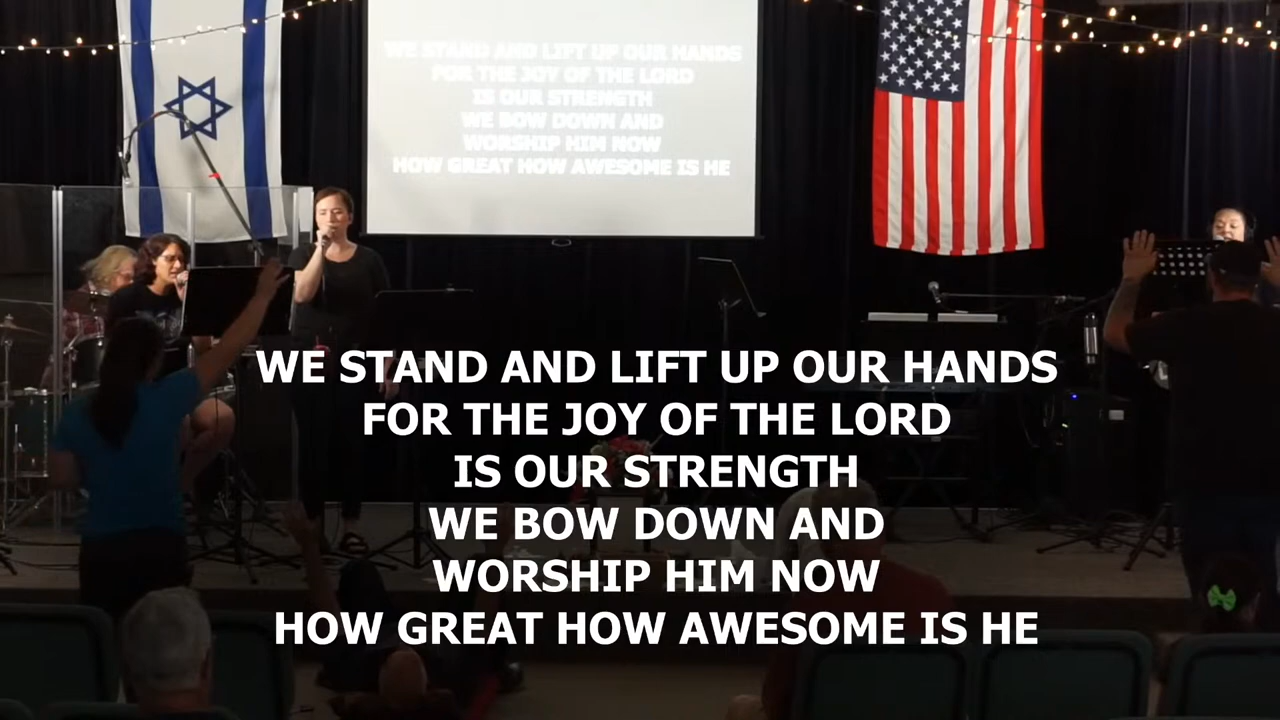 WE STAND AND LIFT UP OUR HANDS
FOR THE JOY OF THE LORD
IS OUR STRENGTH
WE BOW DOWN AND
WORSHIP HIM NOW
HOW GREAT HOW AWESOME IS HE
WE STAND AND LIFT UP OUR HANDS
FOR THE JOY OF THE LORD
IS OUR STRENGTH
WE BOW DOWN AND
WORSHIP HIM NOW
HOW GREAT HOW AWESOME IS HE